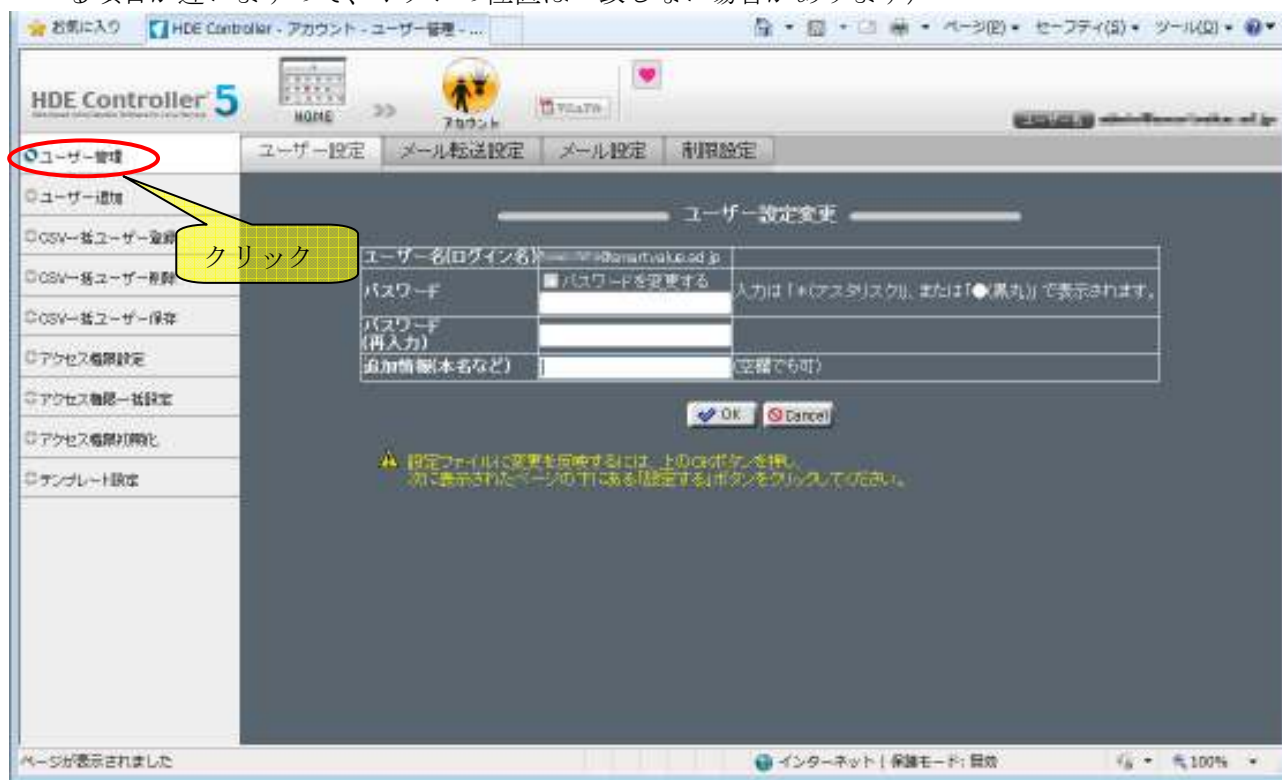 る項目が違いますので、ボタンの位置は一致しない場合があります)
お気に入り HDE Controller - アカウント - ユーザー管理 - ... ページ(P) セーフティ(S) ツール(O)
HDE Controller 5
HOME >> アカウント マニュアル
ユーザー管理
ユーザー設定 メール転送設定 メール設定 制限設定
ユーザー追加
ユーザー設定変更
CSV一括ユーザー登録
クリック
CSV一括ユーザー削除
CSV一括ユーザー保存
アクセス権限設定
アクセス権限一括設定
アクセス権限初期化
テンプレート設定
ユーザー名(ログイン名) @smartvalue.ad.jp
パスワード パスワードを変更する 入力は「*(アスタリスク)」、または「●(黒丸)」で表示されます。
パスワード
(再入力)
追加情報(本名など) (空欄でも可)
OK Cancel
設定ファイルに変更を反映するには、上のOKボタンを押し、
次に表示されたページの下にある「設定する」ボタンをクリックしてください。
ページが表示されました インターネット | 保護モード: 無効 100%